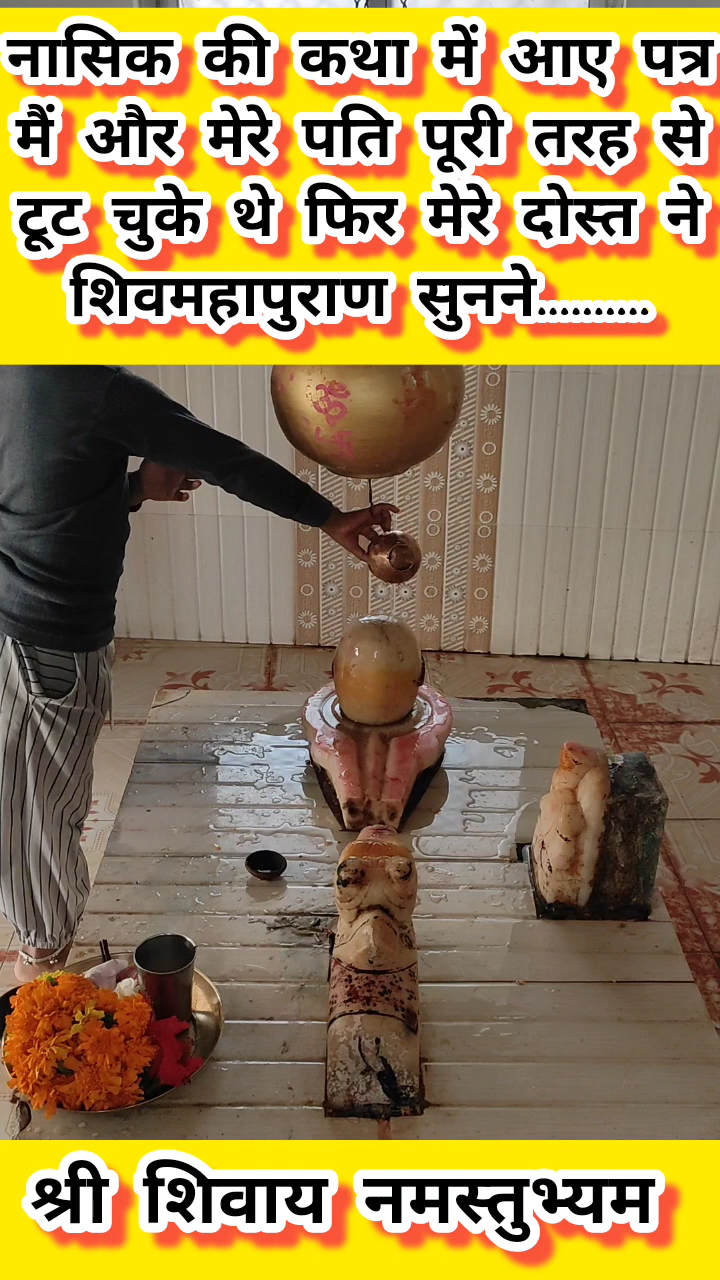 नासिक की कथा में आए पत्र
मैं और मेरे पति पूरी तरह से
टूट चुके थे फिर मेरे दोस्त ने
शिवमहापुराण सुनने..........
श्री शिवाय नमस्तुभ्यम